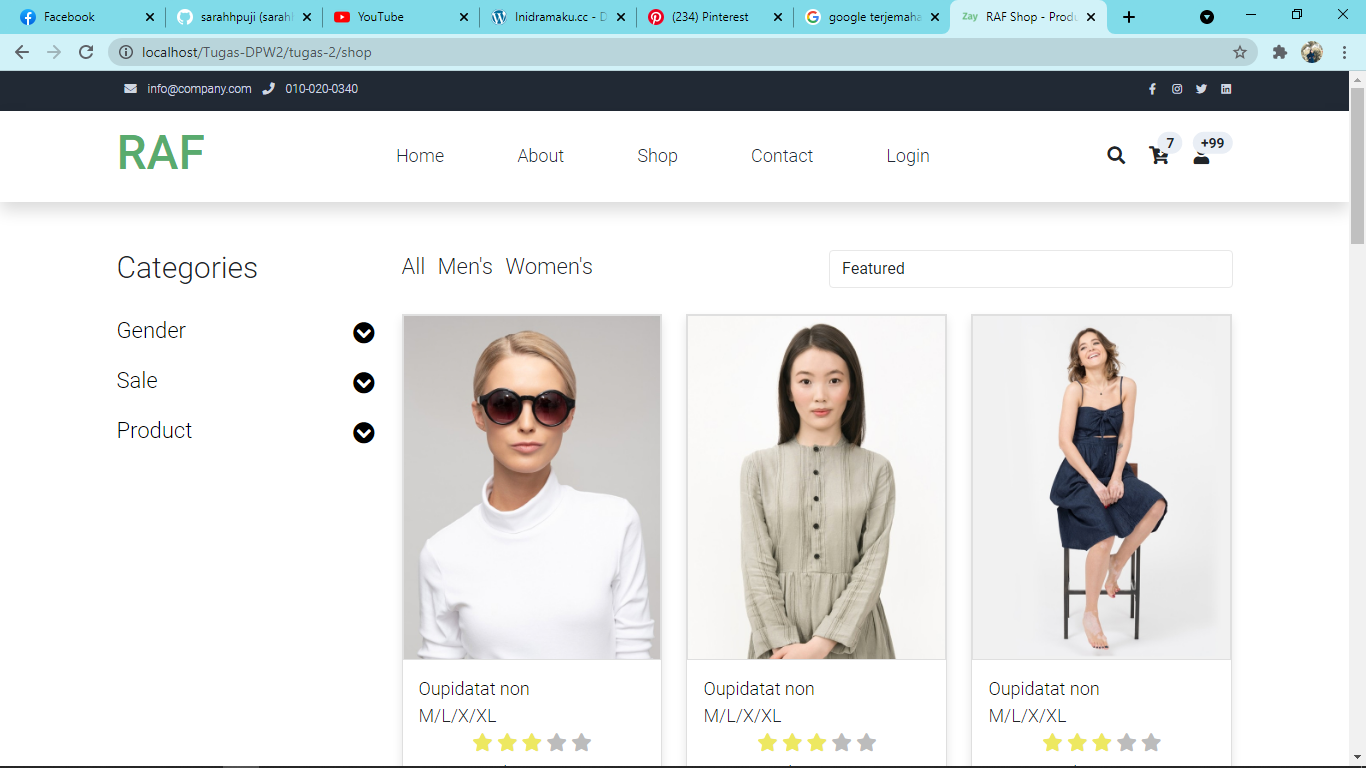 Facebook
sarahhpuji (sarahh
YouTube
Inidramaku.cc - D
(234) Pinterest
google terjemaha
Zay RAF Shop - Produ
localhost/Tugas-DPW2/tugas-2/shop
info@company.com 010-020-0340
RAF
Home About Shop Contact Login
7 +99
Categories
All Men's Women's
Featured
Gender
Sale
Product
Oupidatat non
M/L/X/XL
Oupidatat non
M/L/X/XL
Oupidatat non
M/L/X/XL